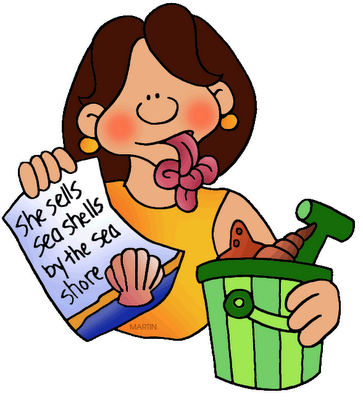 She sells
sea shells
by the sea
shore
MARTIN